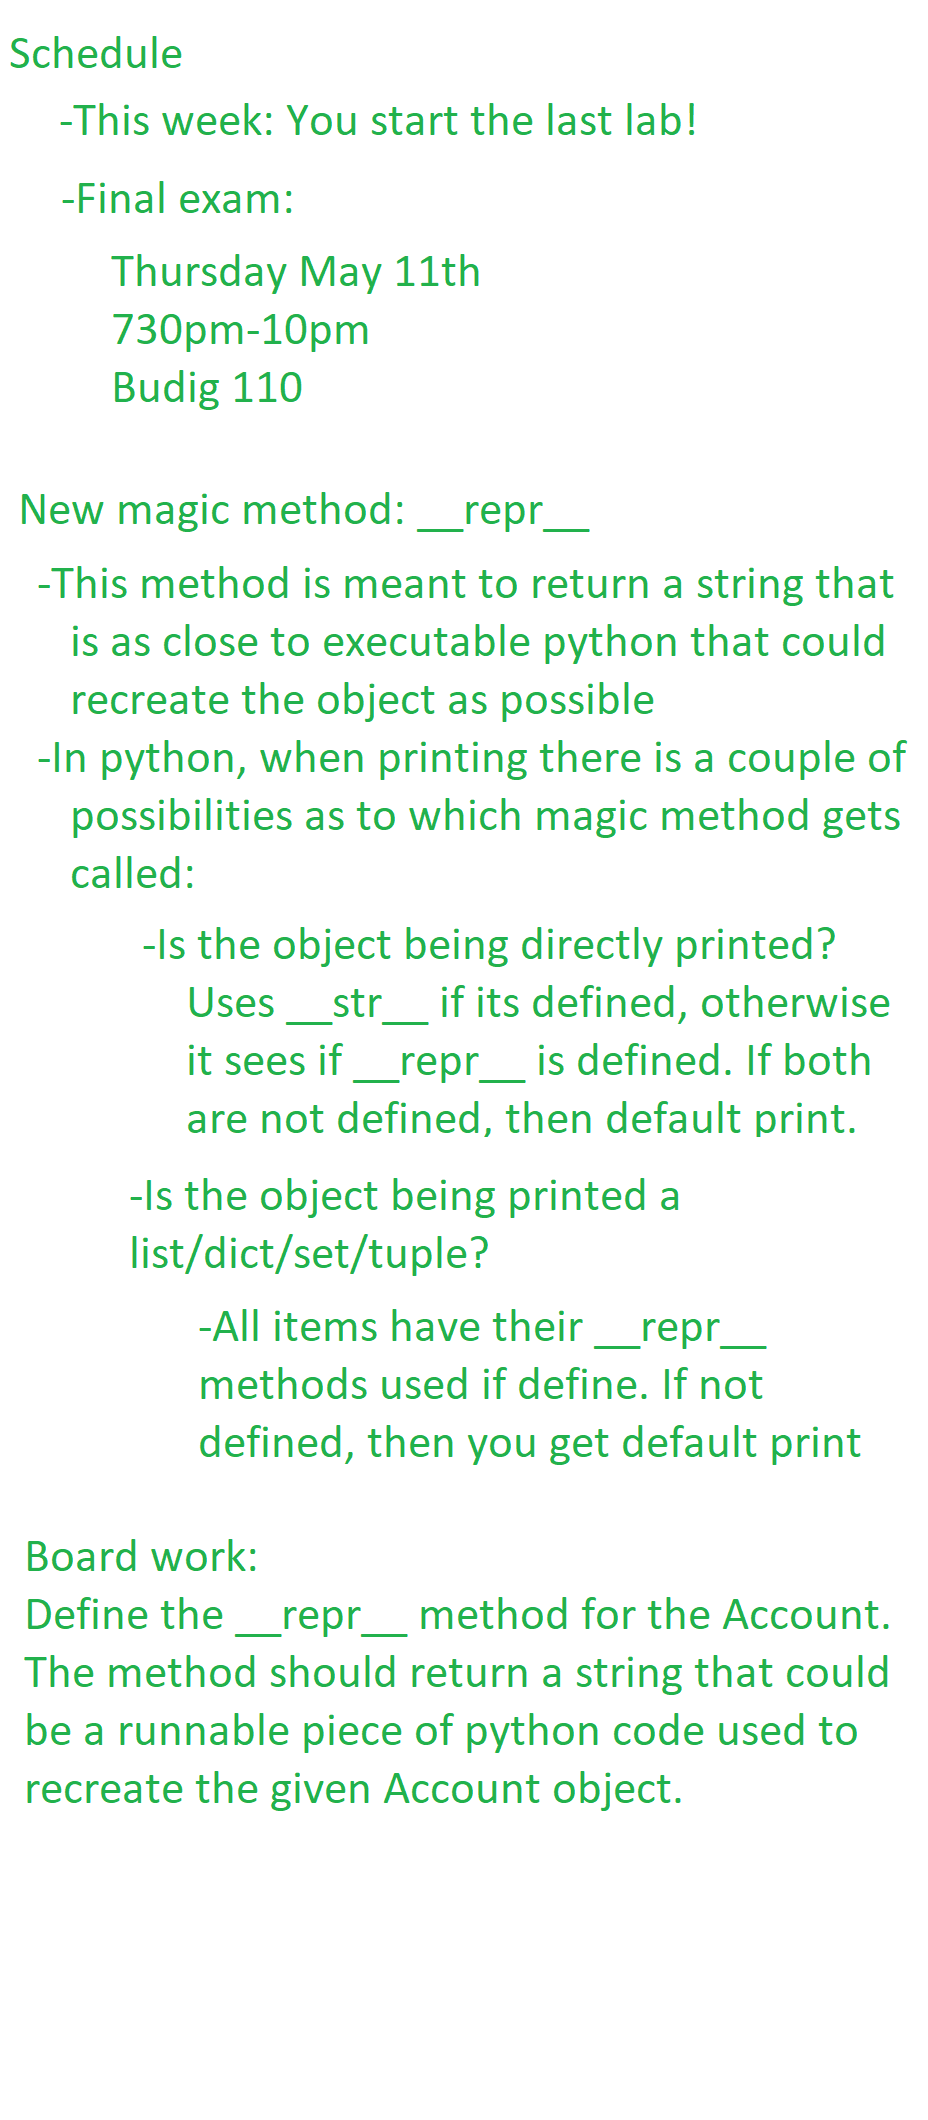 Schedule
-This week: You start the last lab!
-Final exam:
Thursday May 11th
730pm-10pm
Budig 110
New magic method: __repr__
-This method is meant to return a string that
is as close to executable python that could
recreate the object as possible
-In python, when printing there is a couple of
possibilities as to which magic method gets
called:
-Is the object being directly printed?
Uses __str__ if its defined, otherwise
it sees if __repr__ is defined. If both
are not defined, then default print.
-Is the object being printed a
list/dict/set/tuple?
-All items have their __repr__
methods used if define. If not
defined, then you get default print
Board work:
Define the __repr__ method for the Account.
The method should return a string that could
be a runnable piece of python code used to
recreate the given Account object.